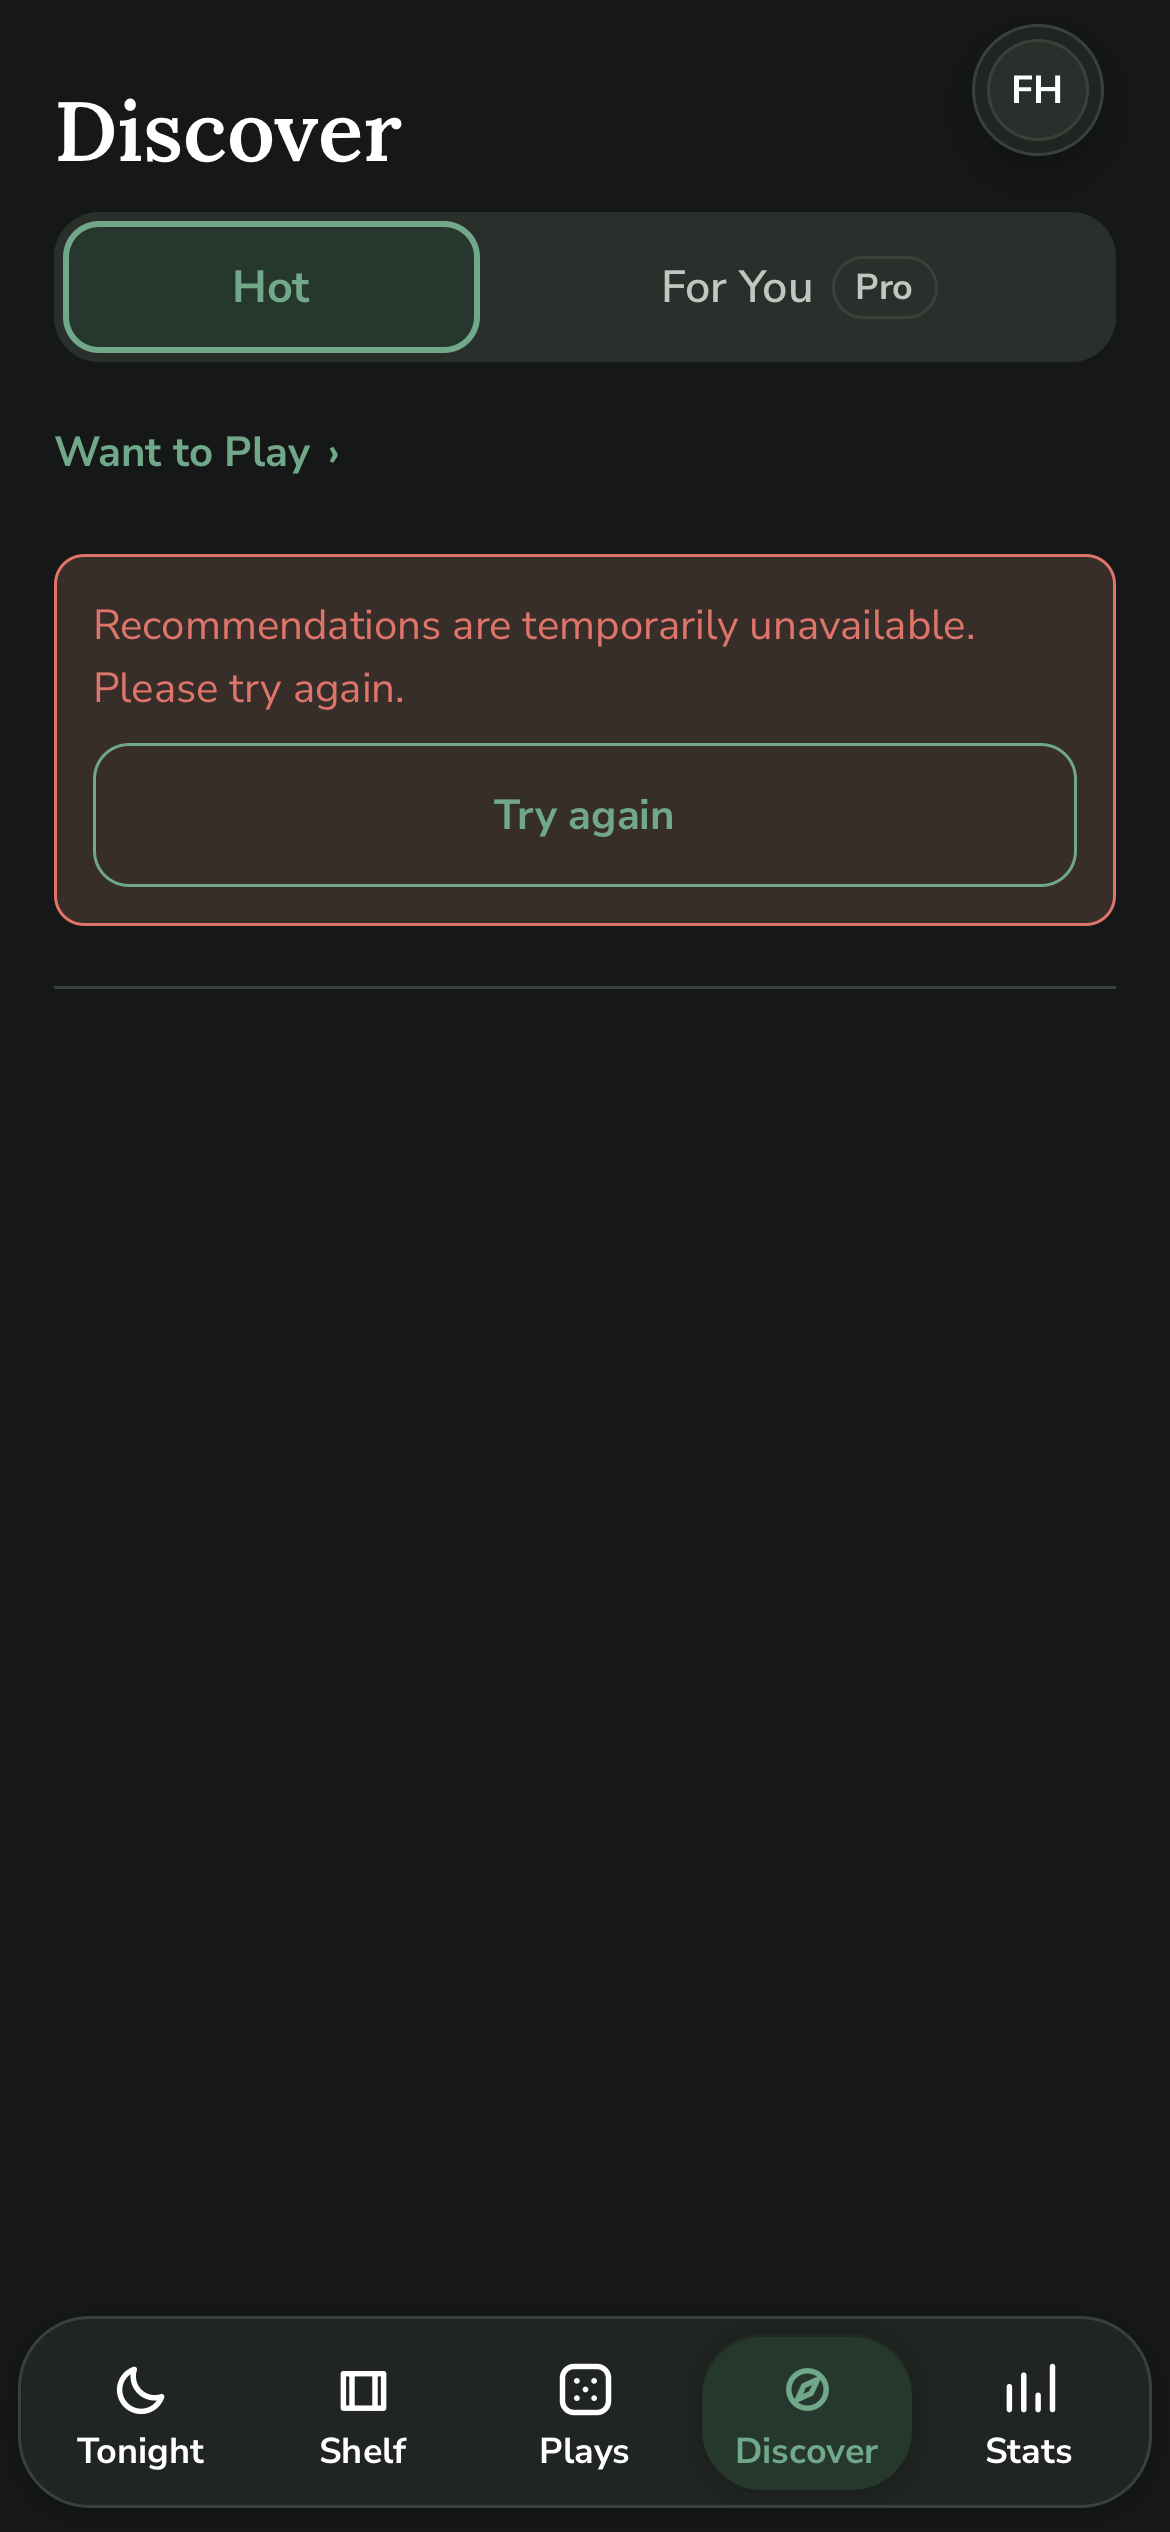 Discover
FH
Hot
For You Pro
Want to Play ›
Recommendations are temporarily unavailable.
Please try again.
Try again
Tonight
Shelf
Plays
Discover
Stats